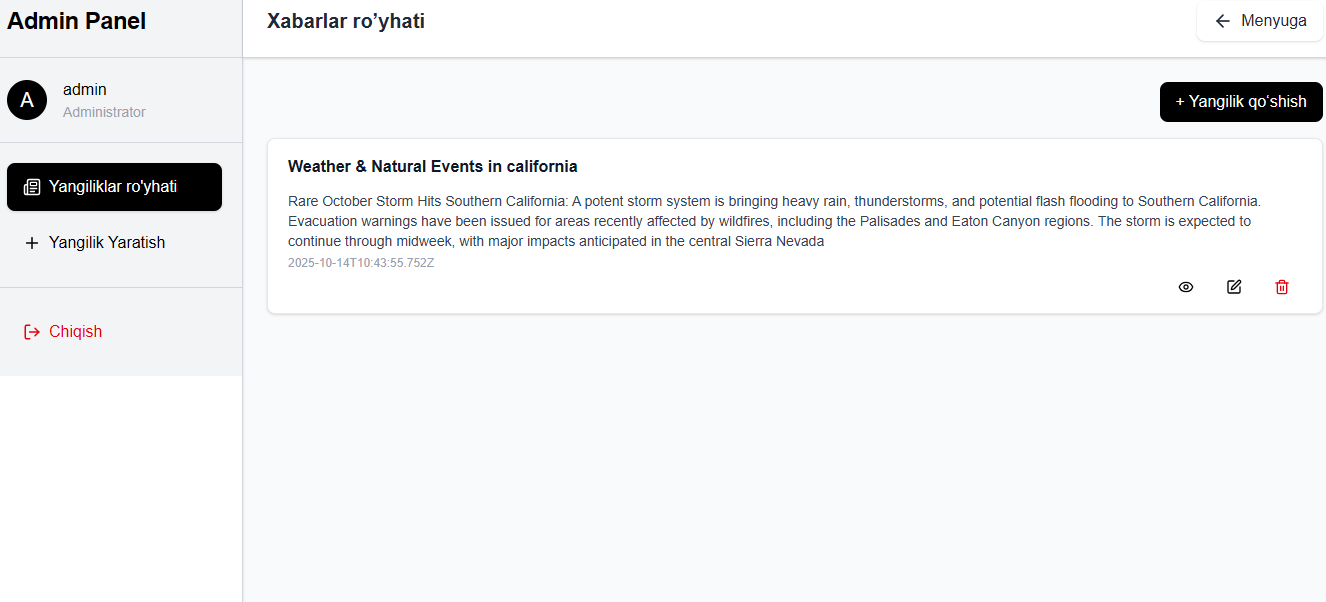 Admin Panel
A
admin
Administrator
Yangiliklar ro'yhati
+ Yangilik Yaratish
Chiqish
Xabarlar ro’yhati
← Menyuga
+ Yangilik qo‘shish
Weather & Natural Events in california
Rare October Storm Hits Southern California: A potent storm system is bringing heavy rain, thunderstorms, and potential flash flooding to Southern California.
Evacuation warnings have been issued for areas recently affected by wildfires, including the Palisades and Eaton Canyon regions. The storm is expected to
continue through midweek, with major impacts anticipated in the central Sierra Nevada
2025-10-14T10:43:55.752Z